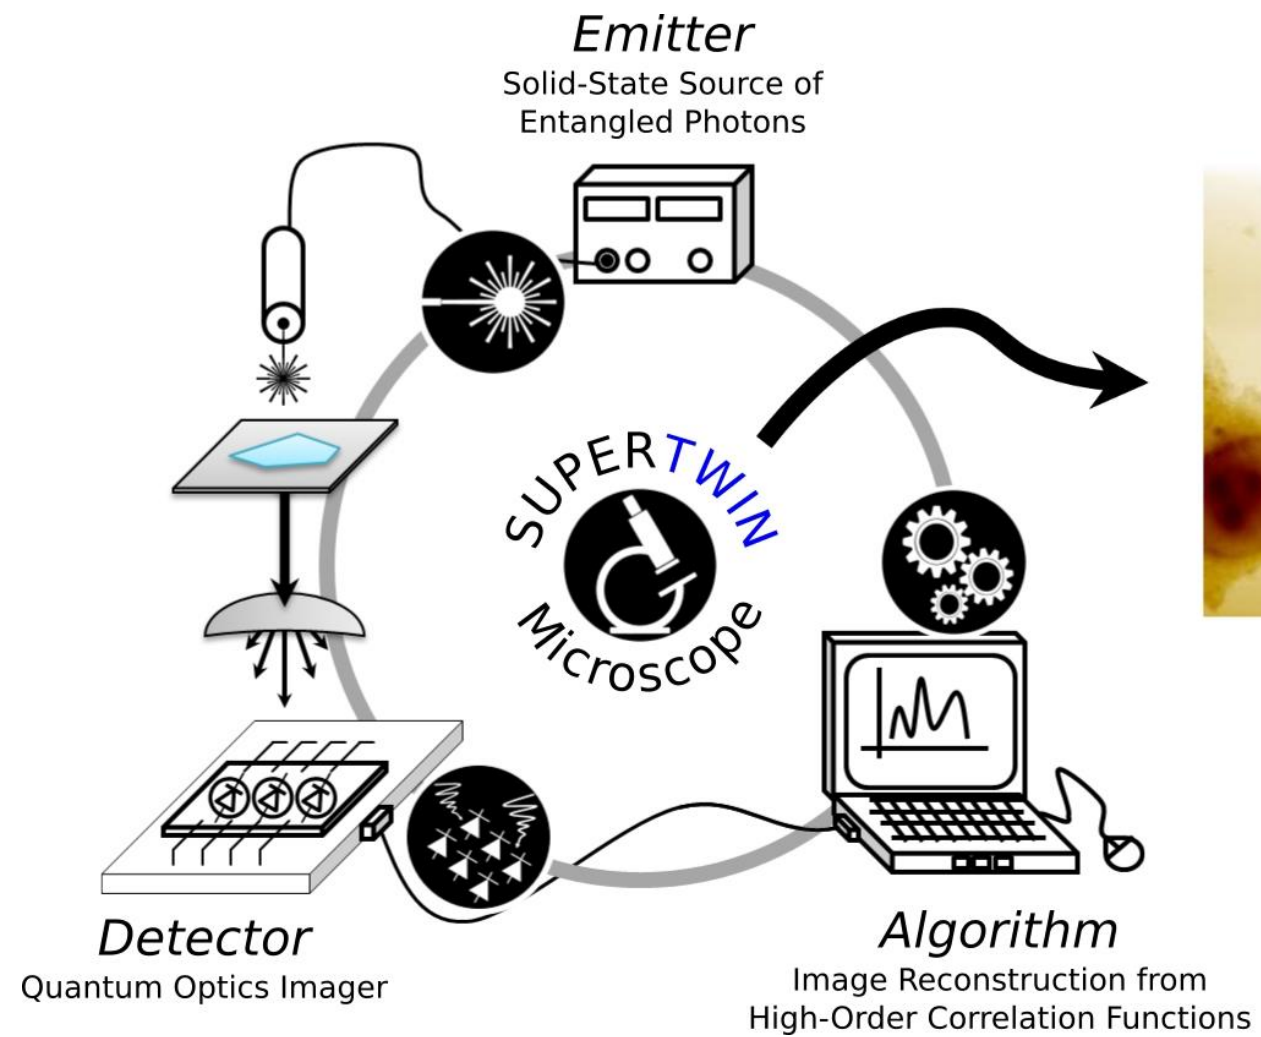 Emitter
Solid-State Source of
Entangled Photons
SUPERTWIN
Microscope
Detector
Quantum Optics Imager
Algorithm
Image Reconstruction from
High-Order Correlation Functions